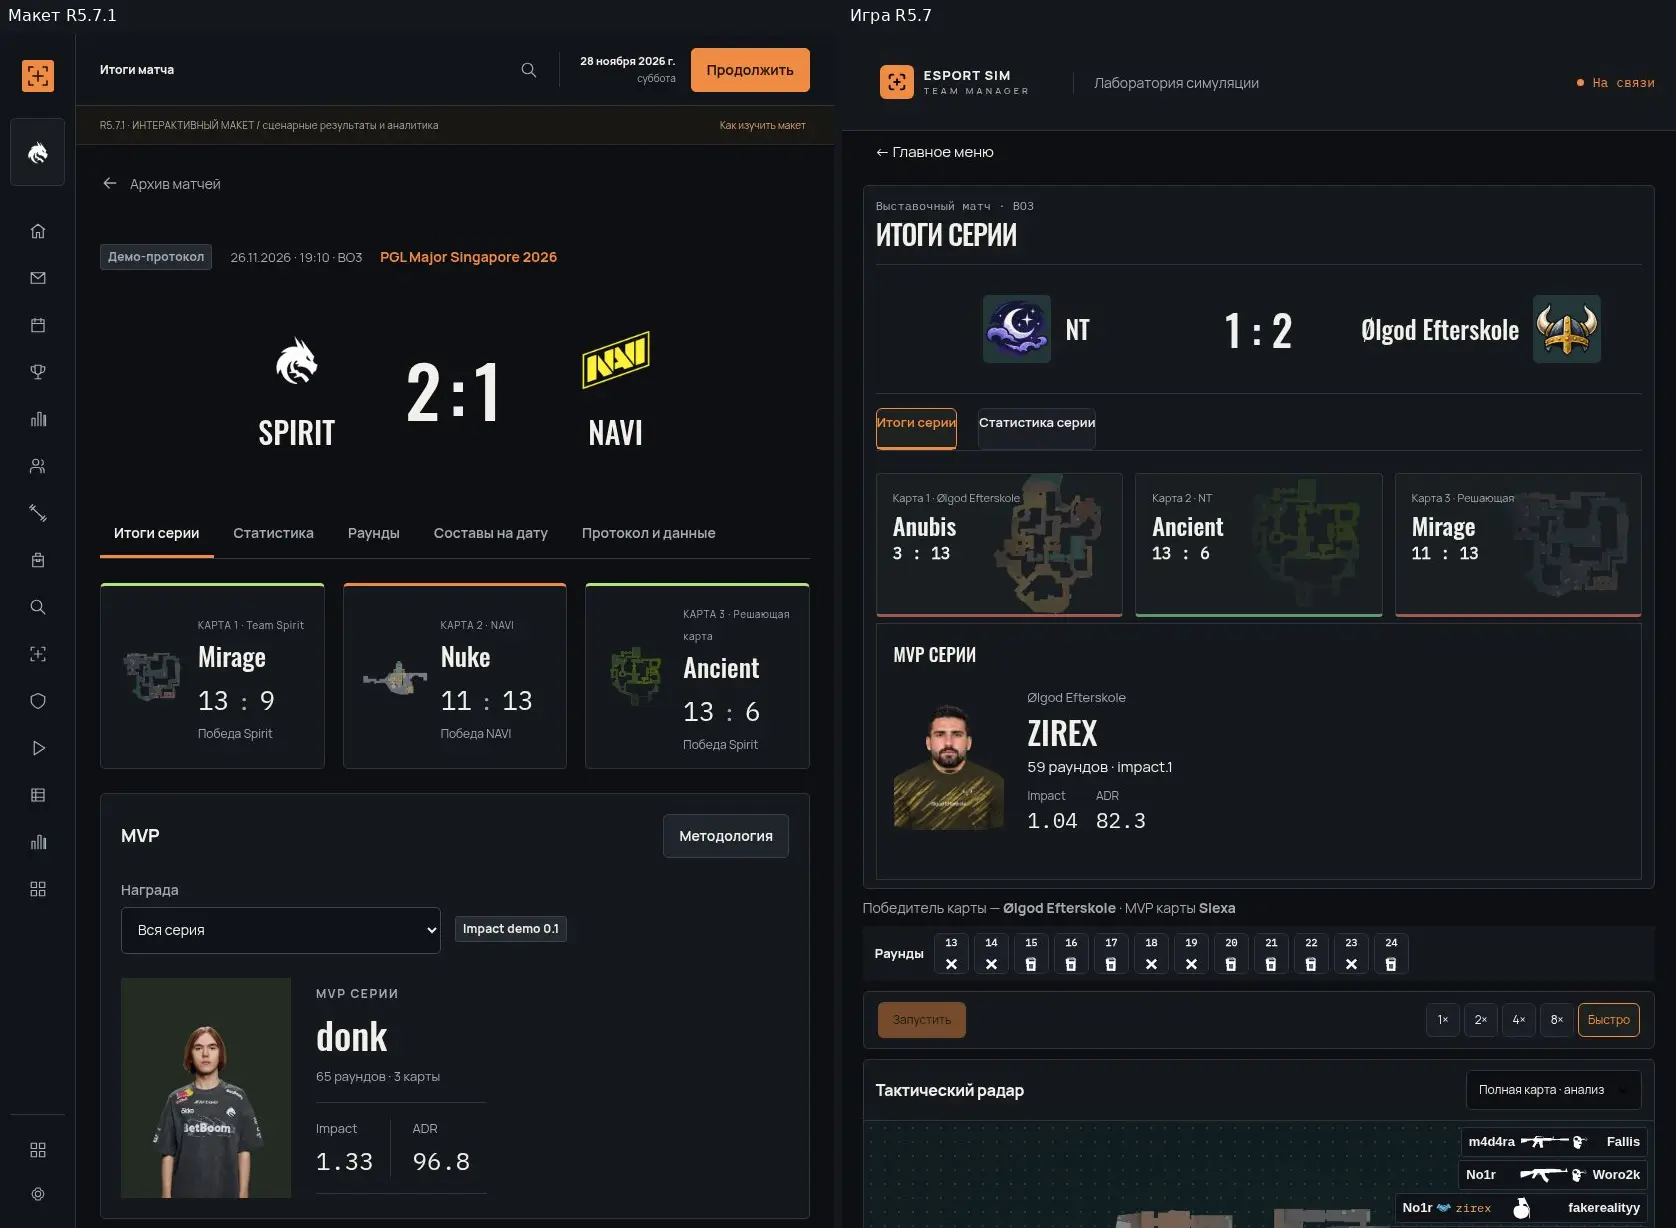 Макет R5.7.1
Итоги матча
28 ноября 2026 г.
суббота
Продолжить
R5.7.1 · ИНТЕРАКТИВНЫЙ МАКЕТ / сценарные результаты и аналитика
Как изучить макет
← Архив матчей
Демо-протокол
26.11.2026 · 19:10 · BO3
PGL Major Singapore 2026
2:1
NAVI
SPIRIT
NAVI
Итоги серии
Статистика
Раунды
Составы на дату
Протокол и данные
КАРТА 1 · Team Spirit
Mirage
13 : 9
Победа Spirit
КАРТА 2 · NAVI
Nuke
11 : 13
Победа NAVI
КАРТА 3 · Решающая
карта
Ancient
13 : 6
Победа Spirit
MVP
Методология
Награда
Вся серия
Impact demo 0.1
BetBoom
MVP СЕРИИ
donk
65 раундов · 3 карты
Impact
ADR
1.33
96.8
Игра R5.7
ESPORT SIM
TEAM MANAGER
Лаборатория симуляции
На связи
← Главное меню
Выставочный матч · BO3
ИТОГИ СЕРИИ
NT
1 : 2
Ølgod Efterskole
Итоги серии
Статистика серии
Карта 1 · Ølgod Efterskole
Anubis
3 : 13
Карта 2 · NT
Ancient
13 : 6
Карта 3 · Решающая
Mirage
11 : 13
MVP СЕРИИ
Ølgod Efterskole
ZIREX
59 раундов · impact.1
Impact
ADR
1.04
82.3
Победитель карты — Ølgod Efterskole · MVP карты Slexa
Раунды
13 14 15 16 17 18 19 20 21 22 23 24
Запустить
1×
2×
4×
8×
Быстро
Тактический радар
Полная карта · анализ
m4d4ra Fallis
No1r Woro2k
No1r zirex fakerealityy